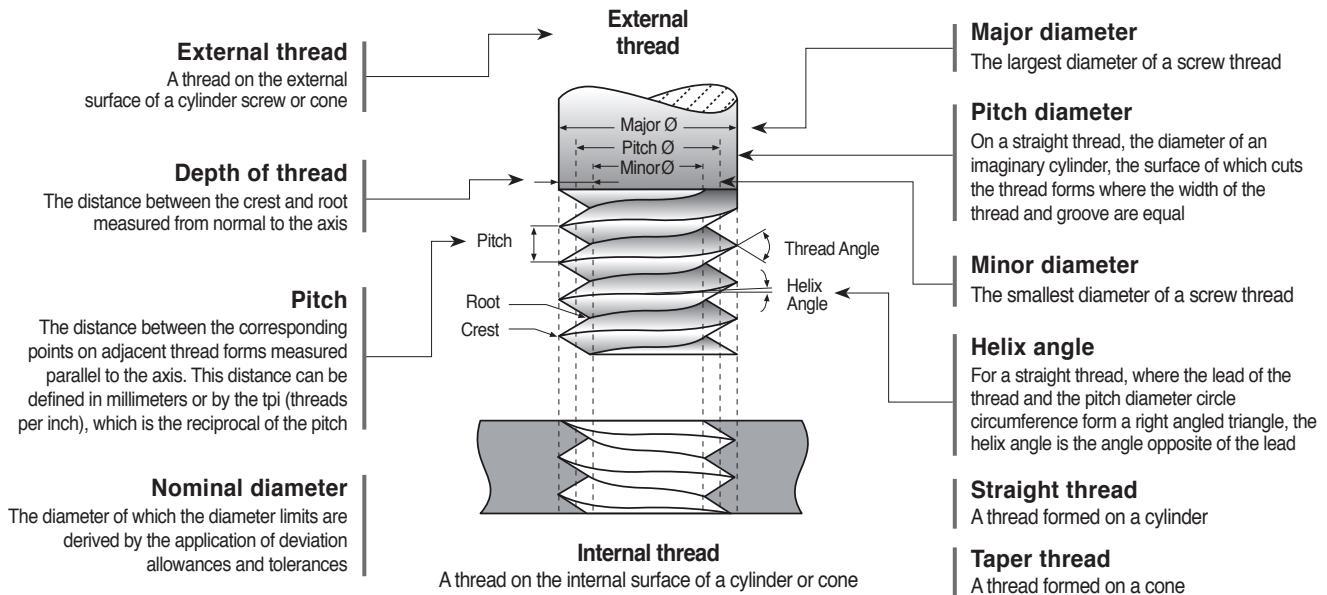 External thread
A thread on the external
surface of a cylinder screw or cone
Depth of thread
The distance between the crest and root
measured from normal to the axis
Pitch
The distance between the corresponding
points on adjacent thread forms measured
parallel to the axis. This distance can be
defined in millimeters or by the tpi (threads
per inch), which is the reciprocal of the pitch
Nominal diameter
The diameter of which the diameter limits are
derived by the application of deviation
allowances and tolerances
External
thread
Major Ø
Pitch Ø
Minor Ø
Pitch
Thread Angle
Helix
Angle
Root
Crest
Internal thread
A thread on the internal surface of a cylinder or cone
Major diameter
The largest diameter of a screw thread
Pitch diameter
On a straight thread, the diameter of an
imaginary cylinder, the surface of which cuts
the thread forms where the width of the
thread and groove are equal
Minor diameter
The smallest diameter of a screw thread
Helix angle
For a straight thread, where the lead of the
thread and the pitch diameter circle
circumference form a right angled triangle, the
helix angle is the angle opposite of the lead
Straight thread
A thread formed on a cylinder
Taper thread
A thread formed on a cone